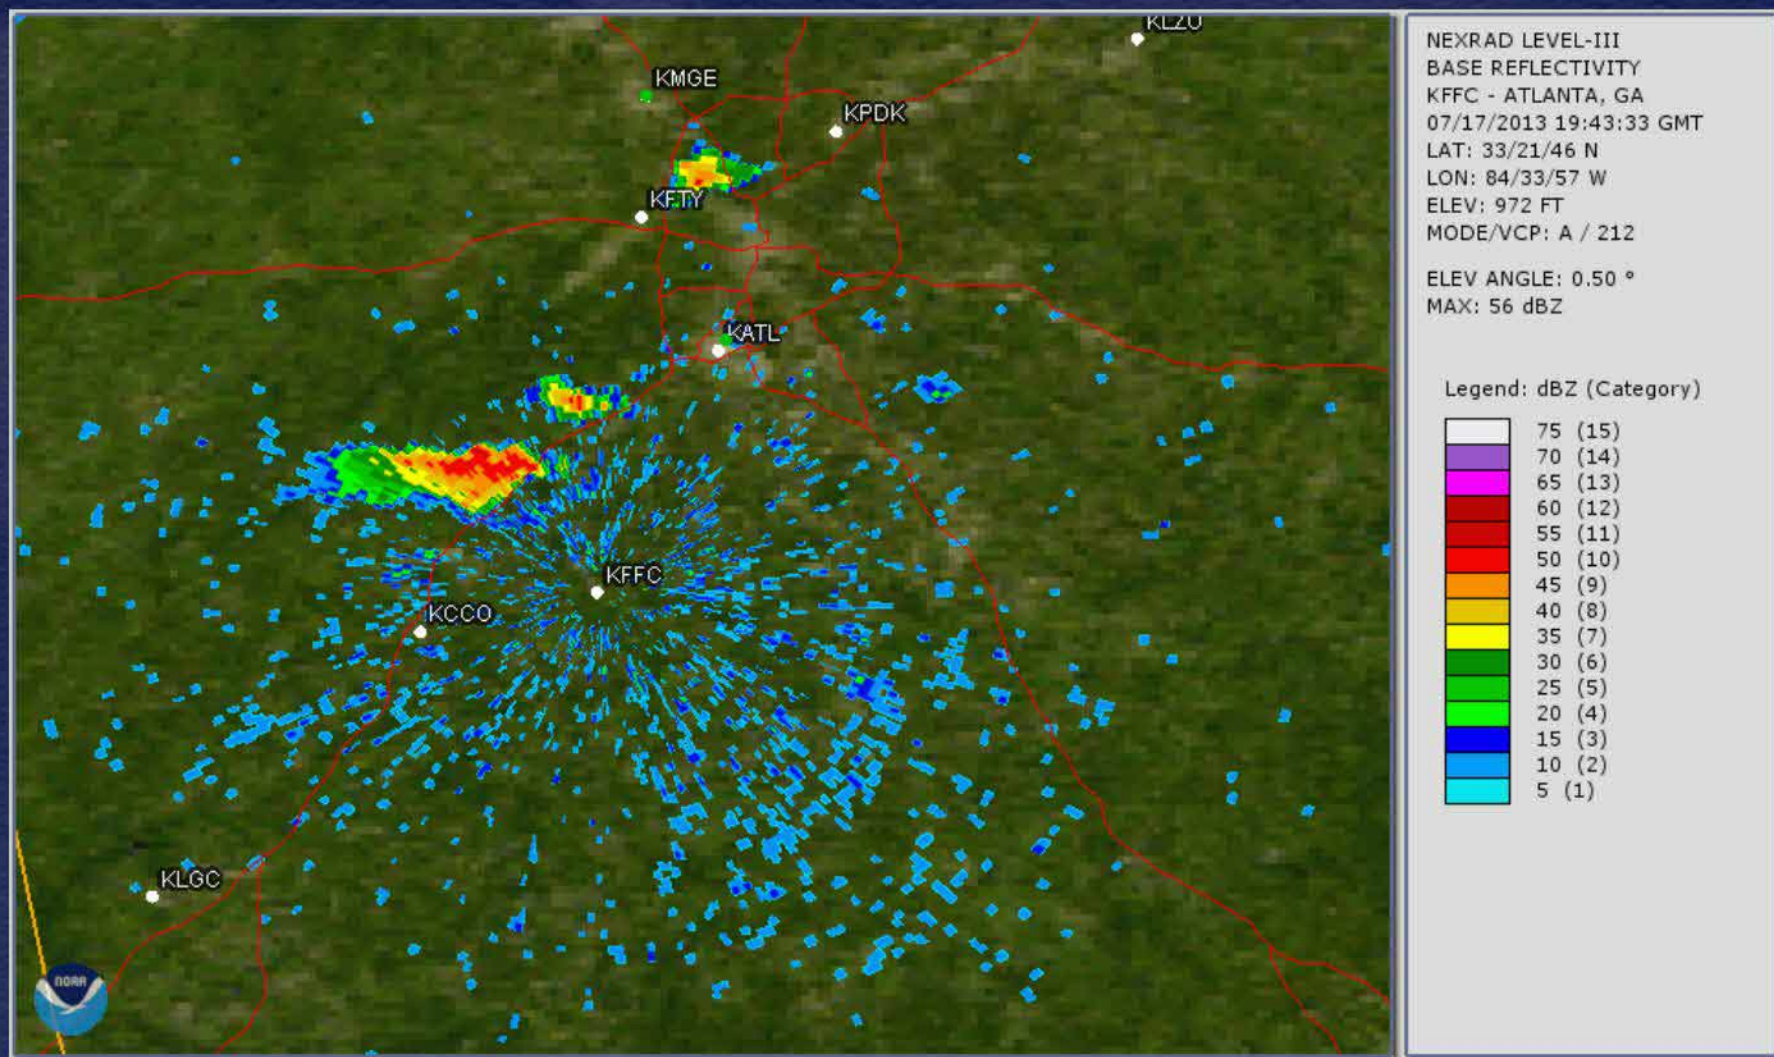 KLZU
KMGE
KPDK
KFTY
KATL
KFFC
KCCO
KLGC
NOAA
NEXRAD LEVEL-III
BASE REFLECTIVITY
KFFC - ATLANTA, GA
07/17/2013 19:43:33 GMT
LAT: 33/21/46 N
LON: 84/33/57 W
ELEV: 972 FT
MODE/VCP: A / 212
ELEV ANGLE: 0.50 °
MAX: 56 dBZ
Legend: dBZ (Category)
75 (15)
70 (14)
65 (13)
60 (12)
55 (11)
50 (10)
45 (9)
40 (8)
35 (7)
30 (6)
25 (5)
20 (4)
15 (3)
10 (2)
5 (1)